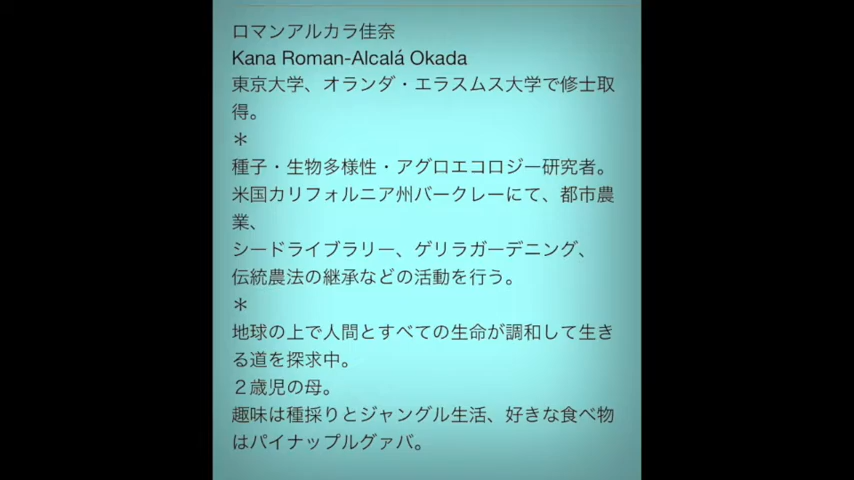 ロマンアルカラ佳奈
Kana Roman-Alcalá Okada
東京大学、オランダ・エラスムス大学で修士取
得。
＊
種子・生物多様性・アグロエコロジー研究者。
米国カリフォルニア州バークレーにて、都市農
業、
シードライブラリー、ゲリラガーデニング、
伝統農法の継承などの活動を行う。
＊
地球の上で人間とすべての生命が調和して生き
る道を探求中。
２歳児の母。
趣味は種採りとジャングル生活、好きな食べ物
はパイナップルグァバ。